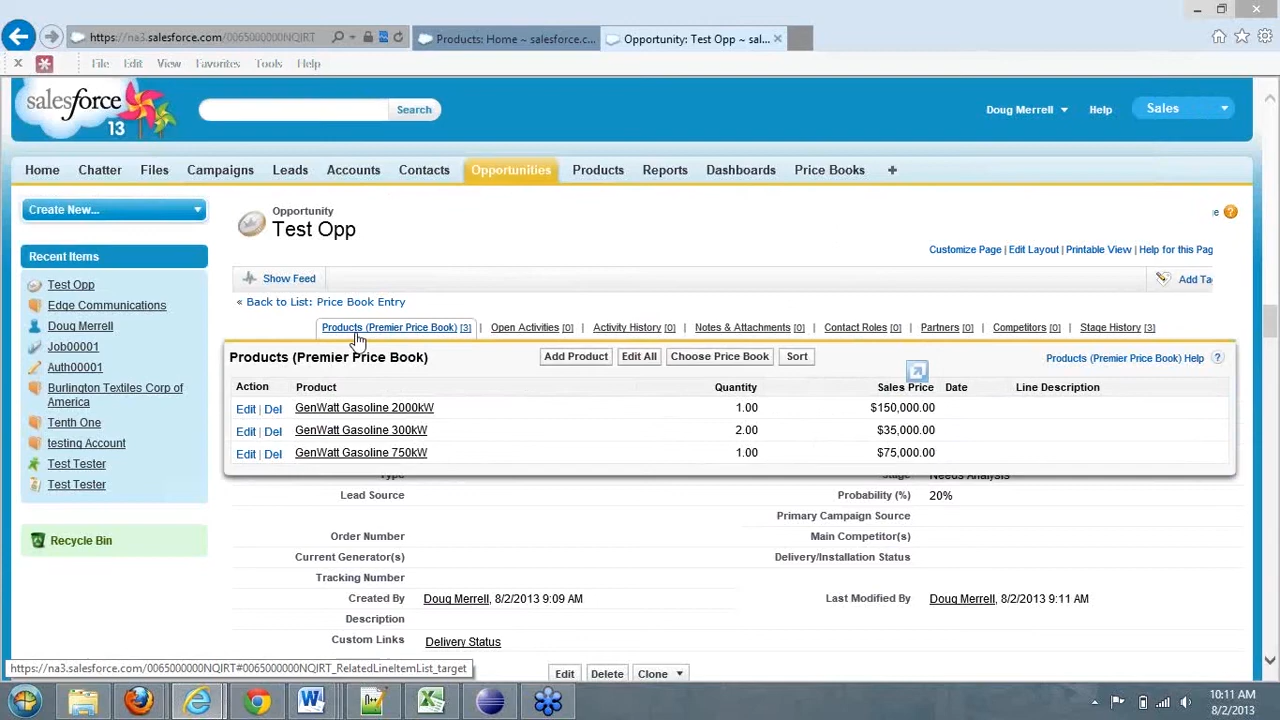 https://na3.salesforce.com/0065000000NQIRT
Products: Home ~ salesforce.c...
Opportunity: Test Opp ~ sal...
File Edit View Favorites Tools Help
salesforce
13
Search
Doug Merrell
Help
Sales
Home Chatter Files Campaigns Leads Accounts Contacts Opportunities Products Reports Dashboards Price Books +
Create New...
Recent Items
Test Opp
Edge Communications
Doug Merrell
Job00001
Auth00001
Burlington Textiles Corp of
America
Tenth One
testing Account
Test Tester
Test Tester
Recycle Bin
Opportunity
Test Opp
e
Customize Page | Edit Layout | Printable View | Help for this Pag
Show Feed
Add Ta
« Back to List: Price Book Entry
Products (Premier Price Book) [3] | Open Activities [0] | Activity History [0] | Notes & Attachments [0] | Contact Roles [0] | Partners [0] | Competitors [0] | Stage History [3]
Products (Premier Price Book)
Add Product Edit All Choose Price Book Sort
Products (Premier Price Book) Help ?
Action Product Quantity Sales Price Date Line Description
Edit | Del GenWatt Gasoline 2000kW 1.00 $150,000.00
Edit | Del GenWatt Gasoline 300kW 2.00 $35,000.00
Edit | Del GenWatt Gasoline 750kW 1.00 $75,000.00
Type Stage Needs Analysis
Lead Source Probability (%) 20%
Primary Campaign Source
Order Number Main Competitor(s)
Current Generator(s) Delivery/Installation Status
Tracking Number
Created By Doug Merrell, 8/2/2013 9:09 AM Last Modified By Doug Merrell, 8/2/2013 9:11 AM
Description
Custom Links Delivery Status
https://na3.salesforce.com/0065000000NQIRT#0065000000NQIRT_RelatedLineItemList_target
Edit Delete Clone
10:11 AM
8/2/2013